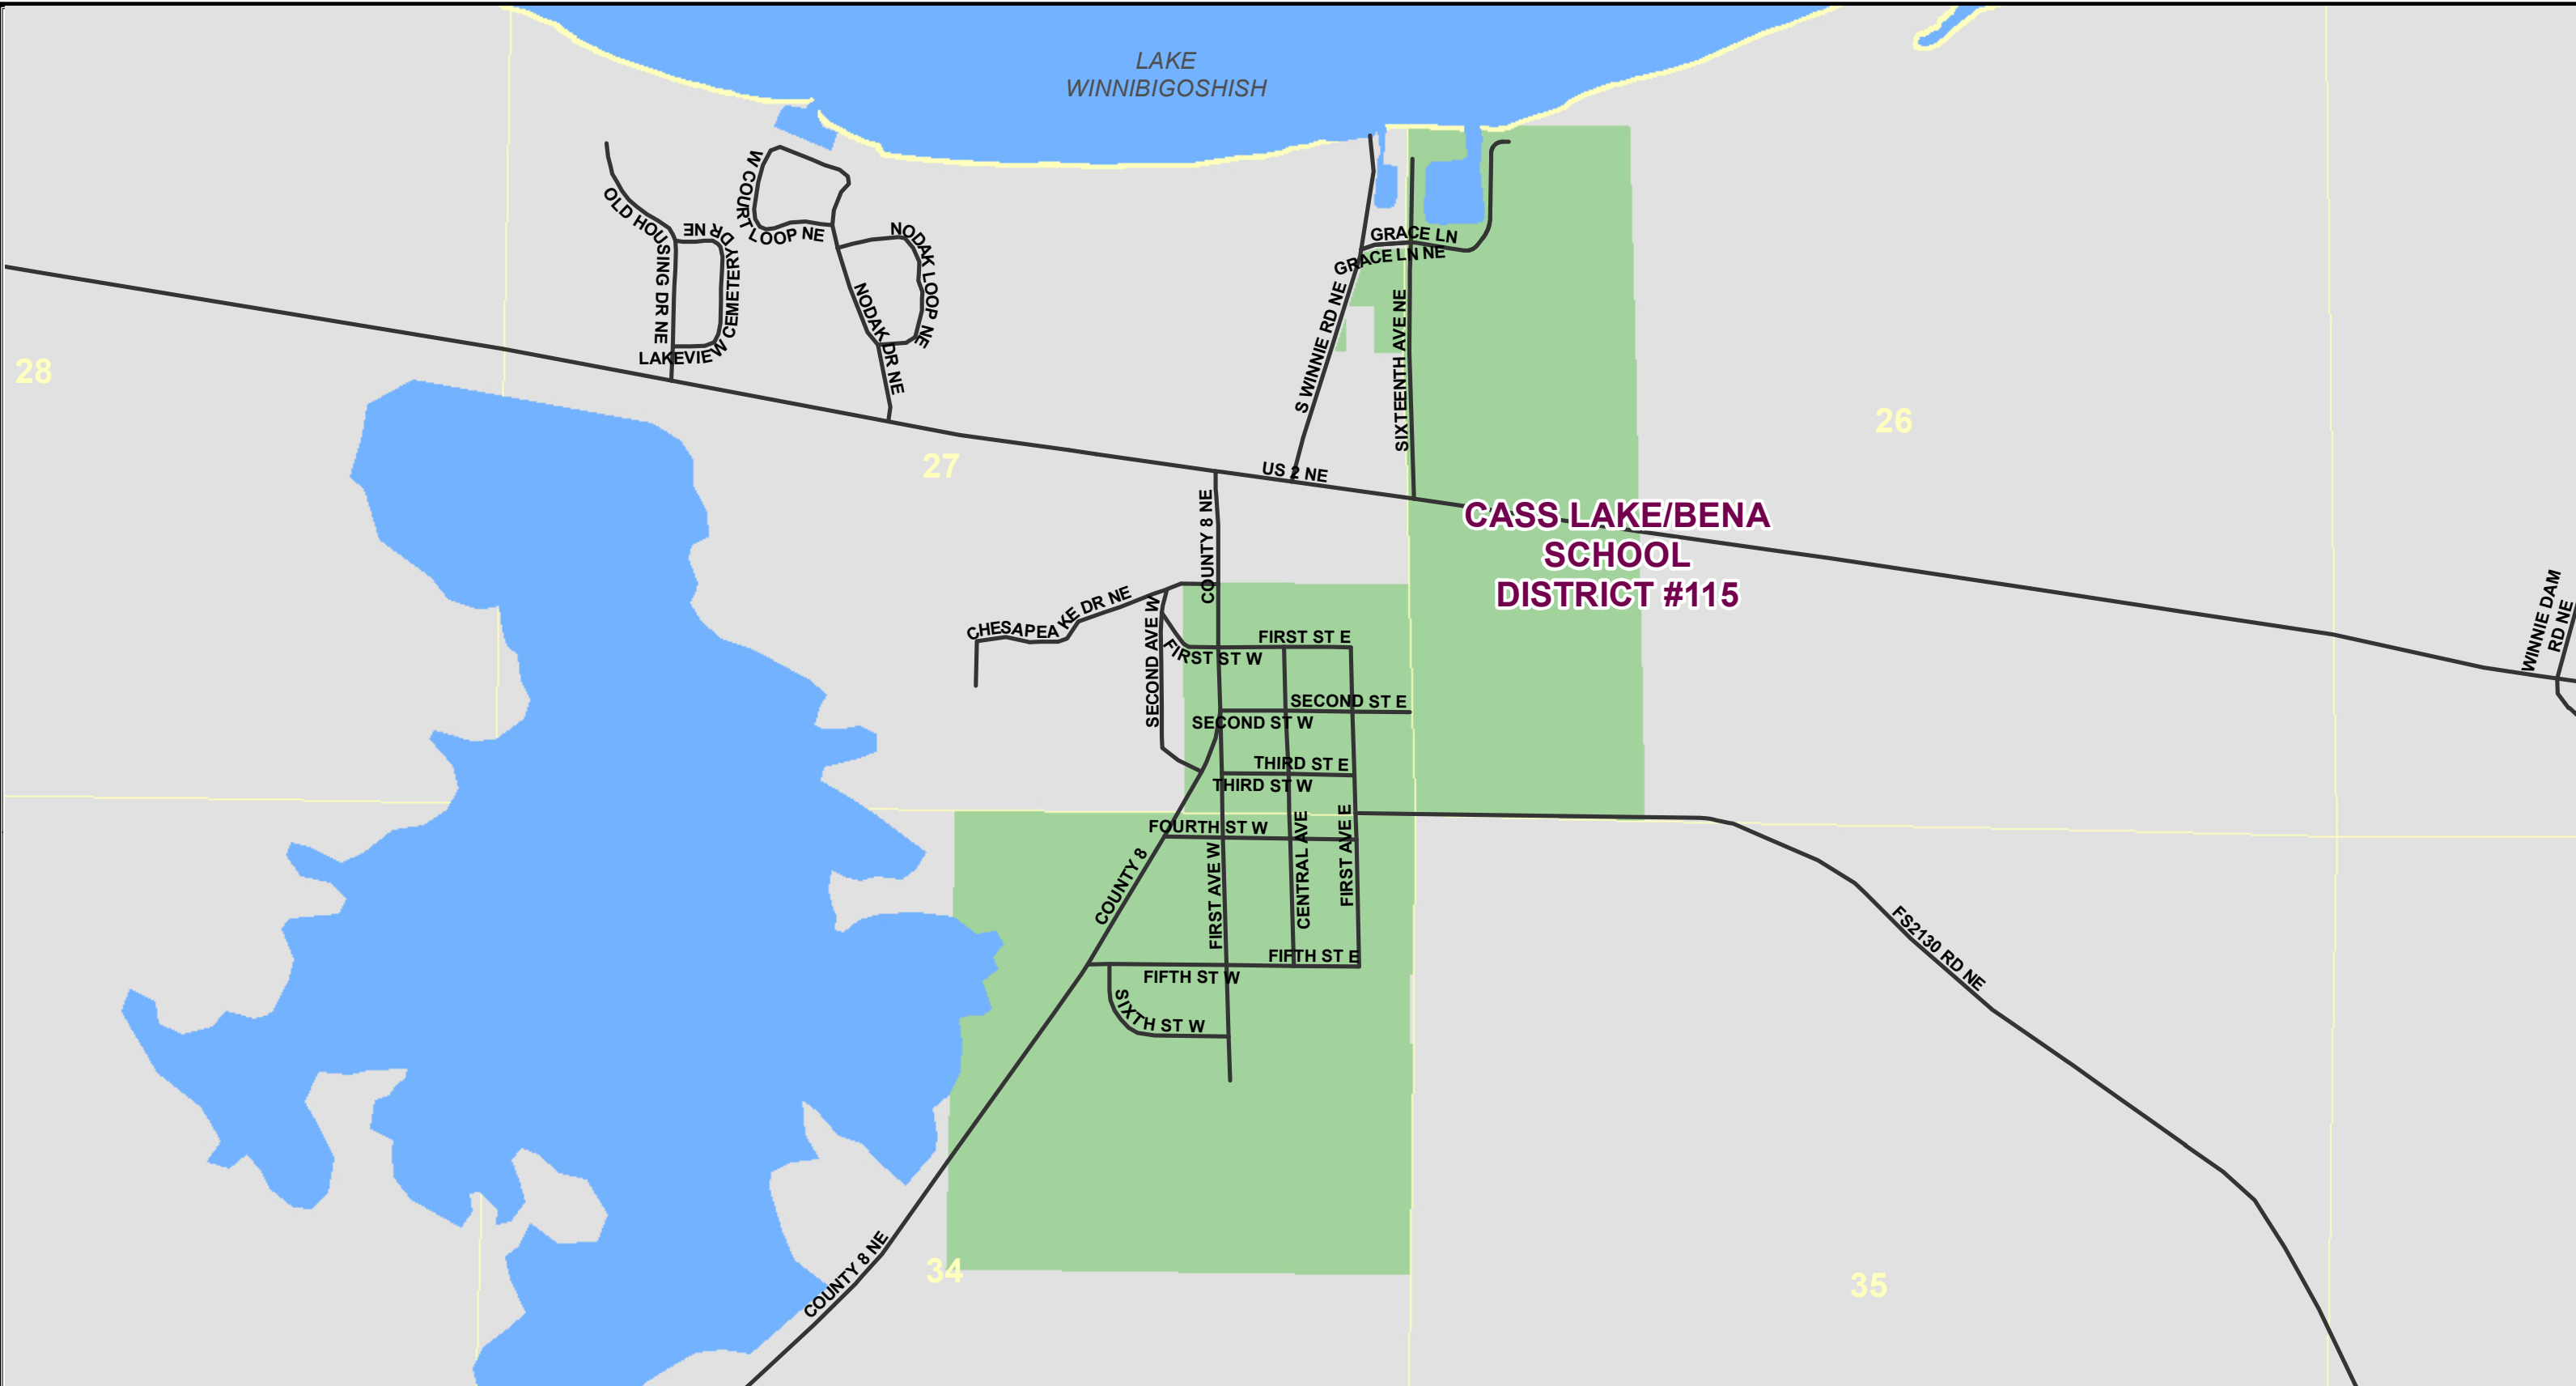 LAKE
WINNIBIGOSHISH
W COURT
LOOP NE
OLD HOUSING DR NE
LAKEVIEW CEMETERY DR NE
NODAK LOOP NE
NODAK DR NE
GRACE LN
GRACE LN NE
S WINNIE RD NE
SIXTEENTH AVE NE
28
26
27
US 2 NE
COUNTY 8 NE
CASS LAKE/BENA
SCHOOL
DISTRICT #115
WINNIE DAM
RD NE
CHESAPEAKE DR NE
SECOND AVE W
FIRST ST E
FIRST ST W
SECOND ST E
SECOND ST W
THIRD ST E
THIRD ST W
FOURTH ST W
COUNTY 8
FIRST AVE W
CENTRAL AVE
FIRST AVE E
FS2130 RD NE
FIFTH ST E
FIFTH ST W
SIXTH ST W
COUNTY 8 NE
34
35